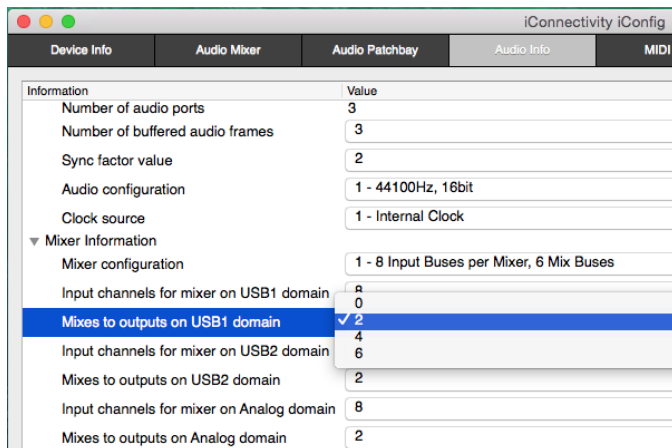 iConnectivity iConfig
Device Info Audio Mixer Audio Patchbay Audio Info MIDI
Information Value
Number of audio ports 3
Number of buffered audio frames 3
Sync factor value 2
Audio configuration 1 - 44100Hz, 16bit
Clock source 1 - Internal Clock
Mixer Information
Mixer configuration 1 - 8 Input Buses per Mixer, 6 Mix Buses
Input channels for mixer on USB1 domain 8
0
Mixes to outputs on USB1 domain ✓ 2
4
Input channels for mixer on USB2 domain 6
Mixes to outputs on USB2 domain 2
Input channels for mixer on Analog domain 8
Mixes to outputs on Analog domain 2